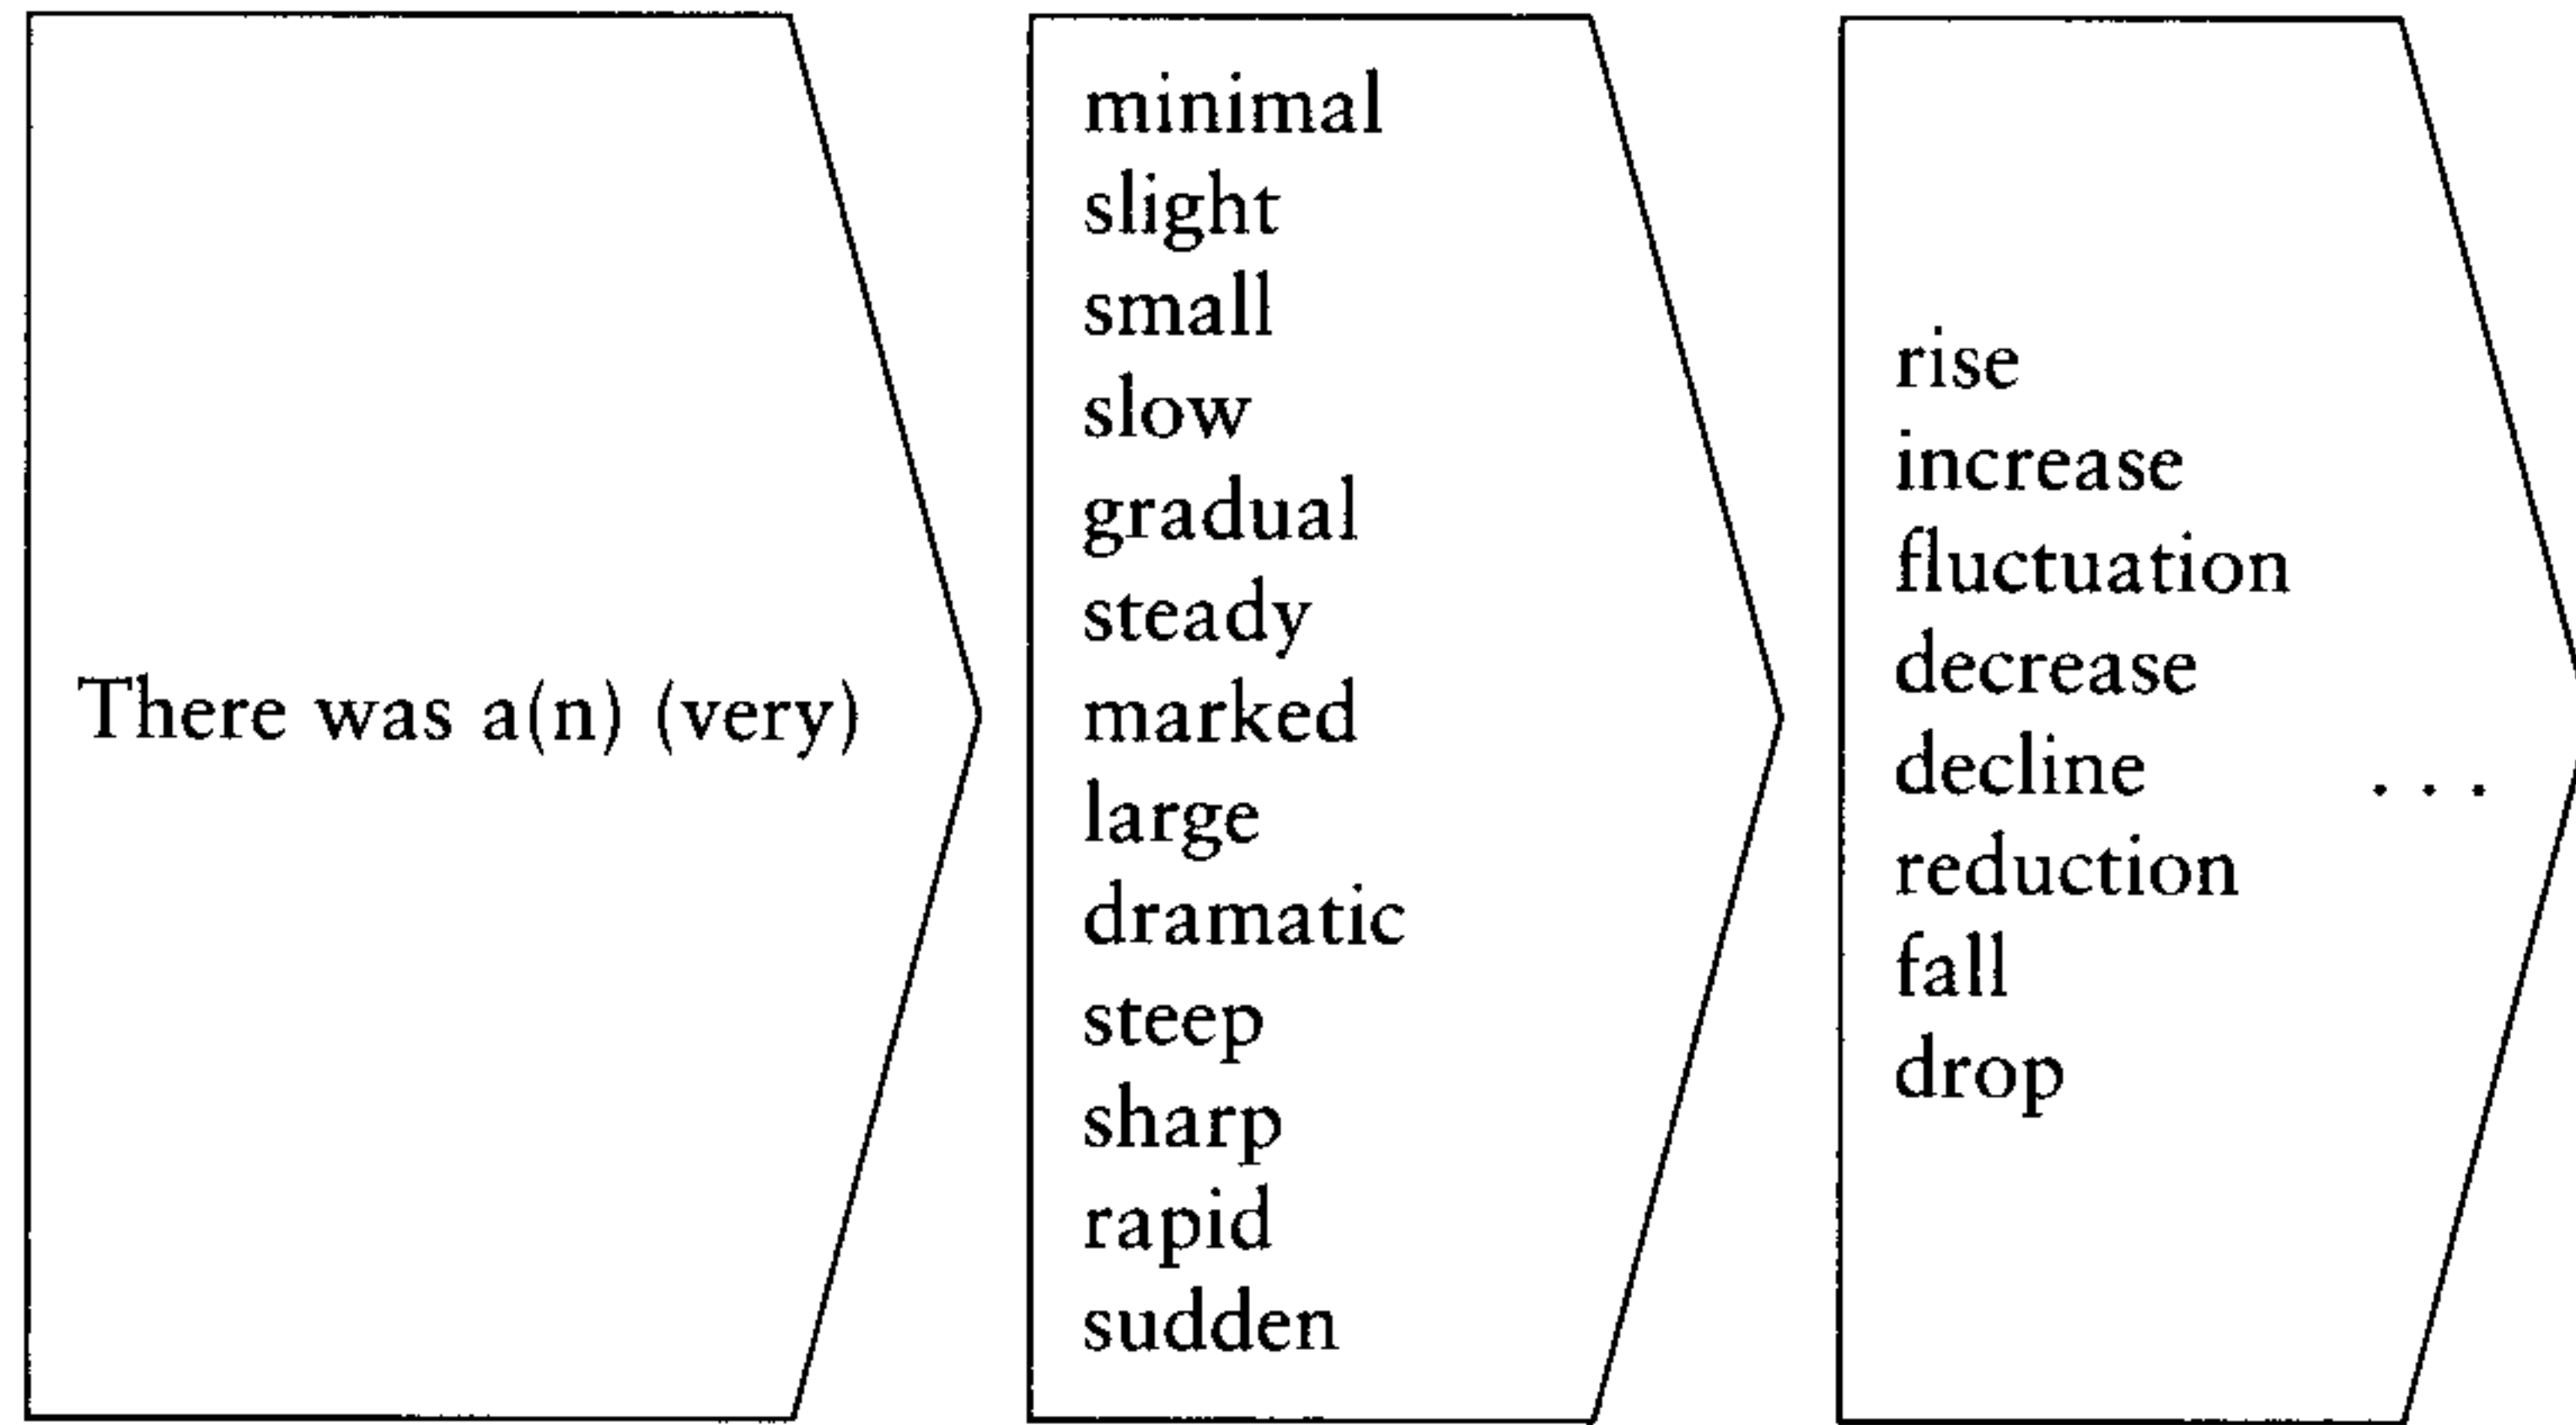 There was a(n) (very)
minimal
slight
small
slow
gradual
steady
marked
large
dramatic
steep
sharp
rapid
sudden
rise
increase
fluctuation
decrease
decline ...
reduction
fall
drop